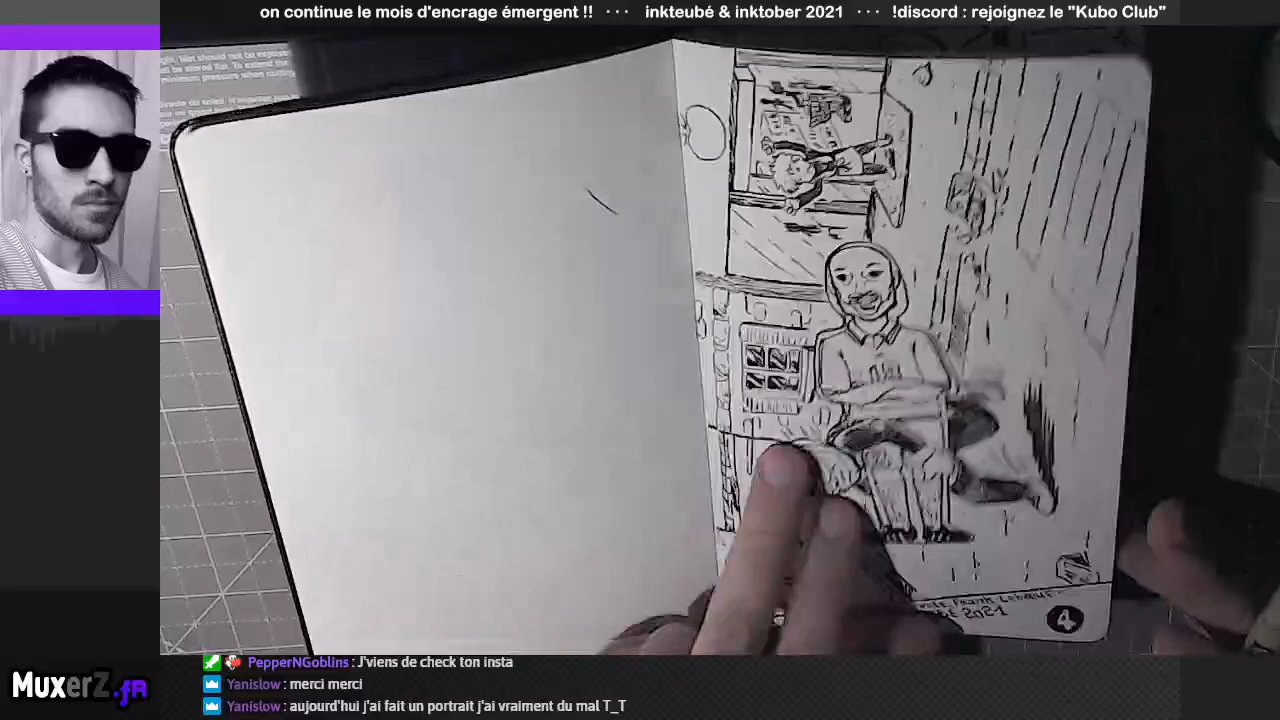 on continue le mois d'encrage émergent !! ··· inkteubé & inktober 2021 ··· !discord : rejoignez le "Kubo Club"
Frank Leboeuf
2021
4
PepperNGoblins : J'viens de check ton insta
Yanislow : merci merci
Yanislow : aujourd'hui j'ai fait un portrait j'ai vraiment du mal T_T
MuxerZ.fr